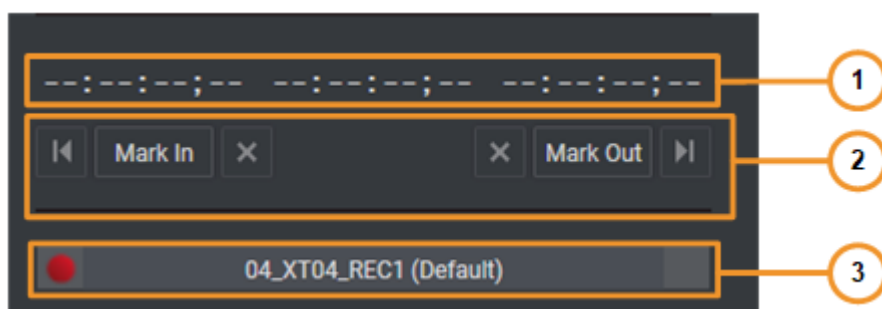 --:--:--;-- --:--:--;-- --:--:--;--
1
Mark In
Mark Out
2
04_XT04_REC1 (Default)
3